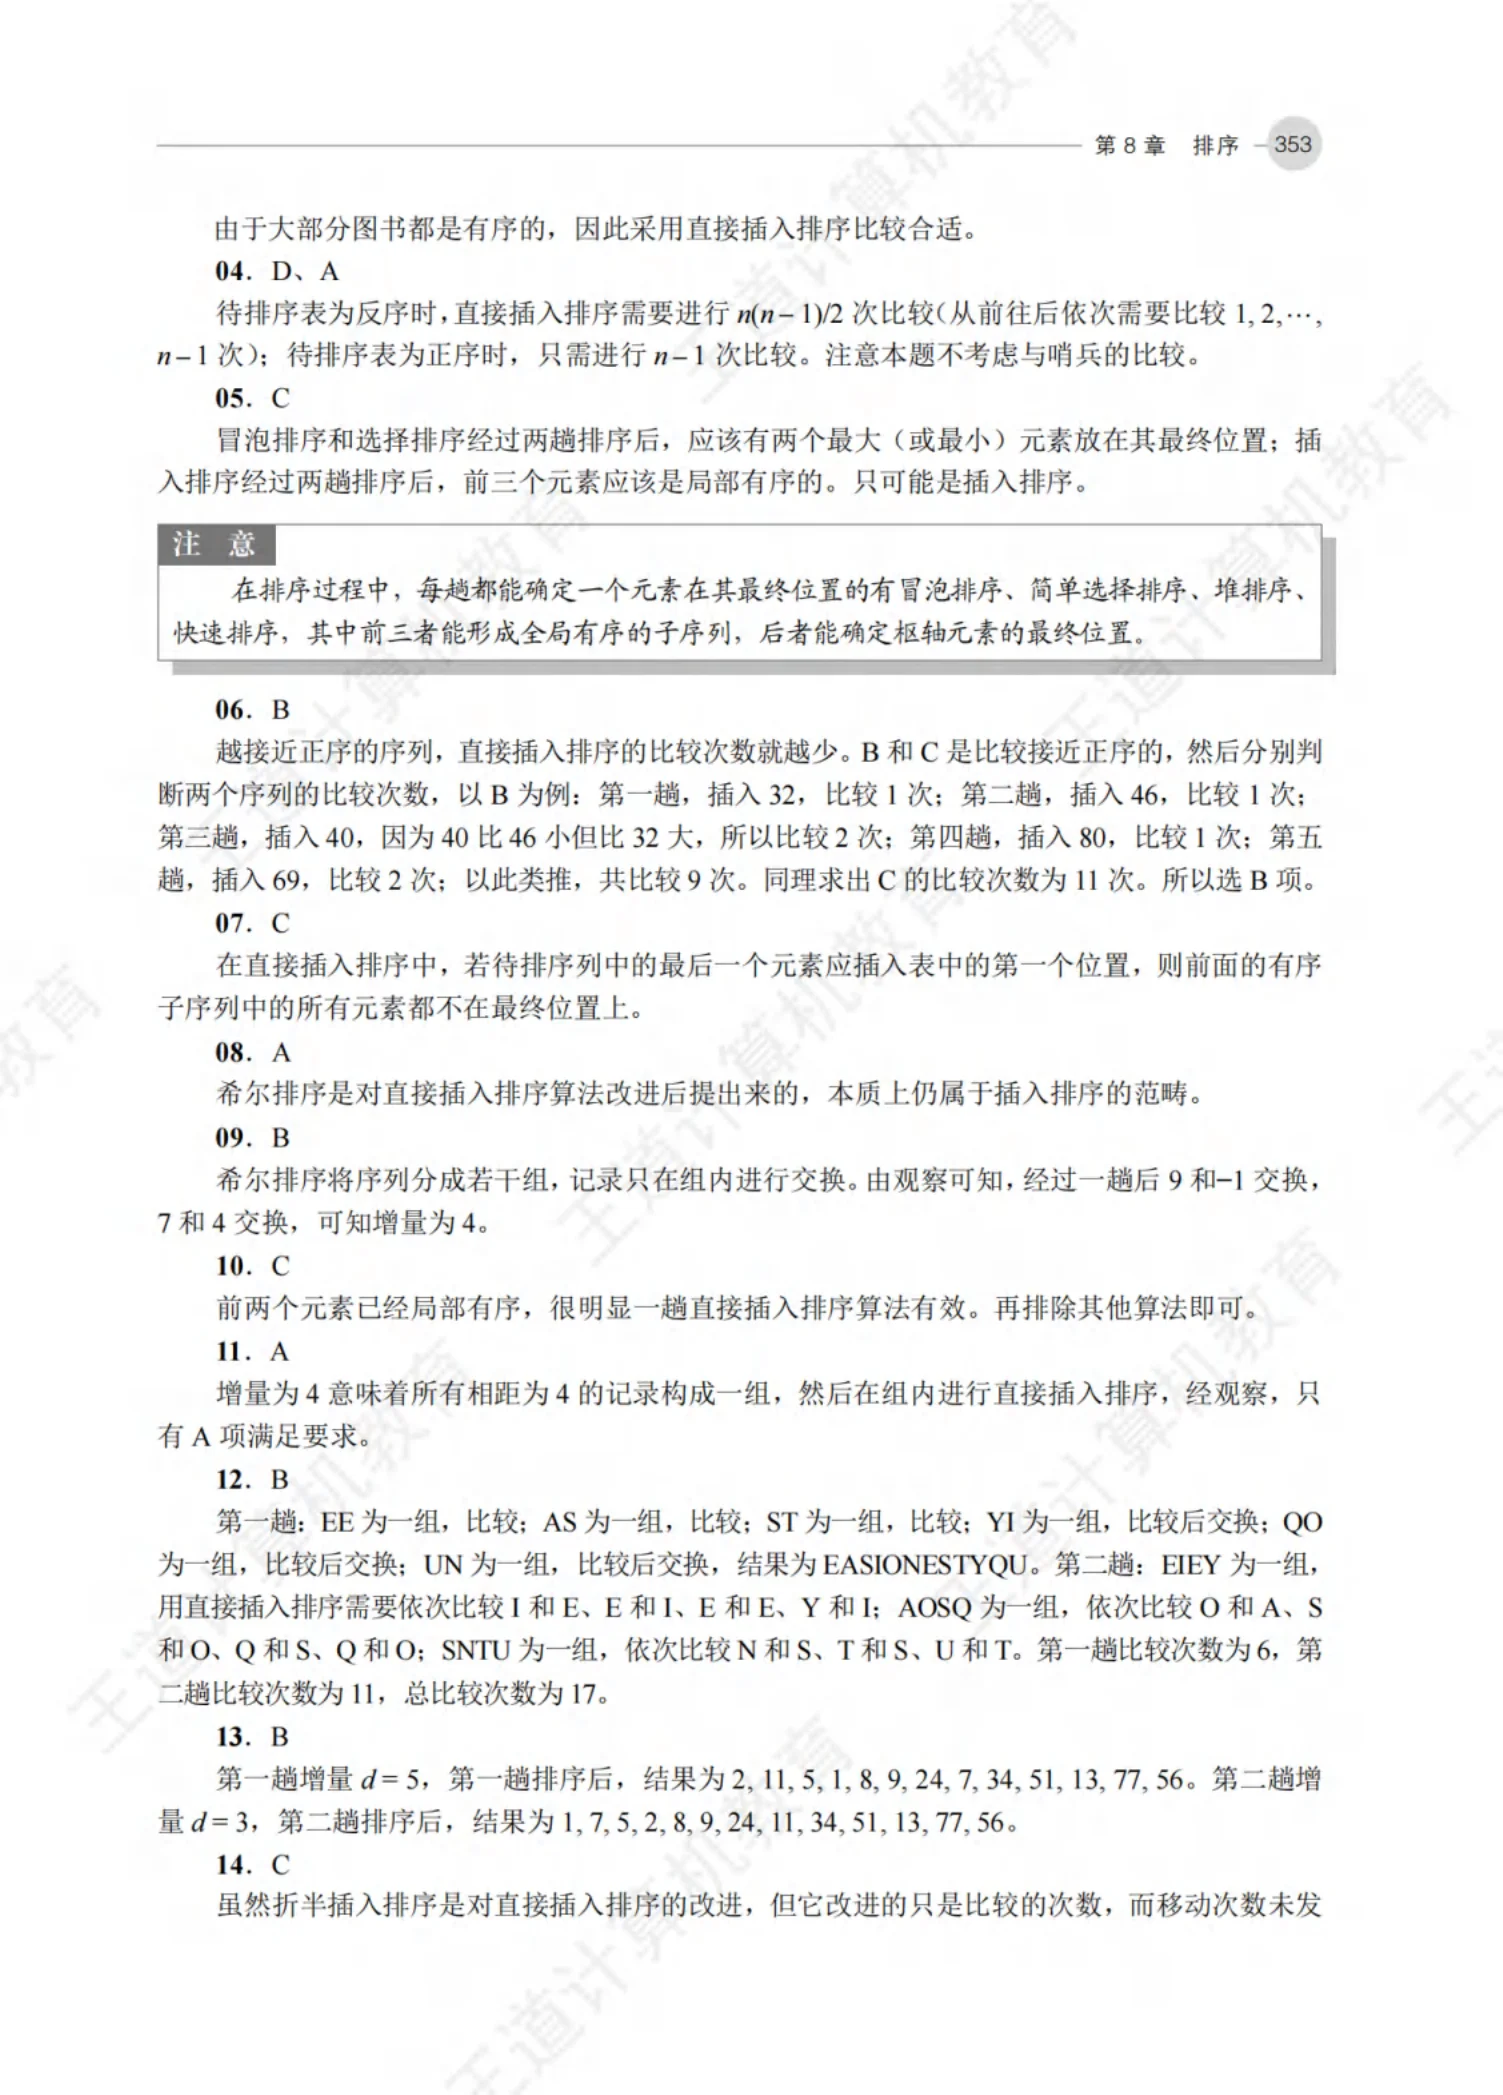 第 8 章 排序 353
由于大部分图书都是有序的，因此采用直接插入排序比较合适。
04．D、A
待排序表为反序时，直接插入排序需要进行 n(n – 1)/2 次比较（从前往后依次需要比较 1, 2,⋯,
n – 1 次）；待排序表为正序时，只需进行 n – 1 次比较。注意本题不考虑与哨兵的比较。
05．C
冒泡排序和选择排序经过两趟排序后，应该有两个最大（或最小）元素放在其最终位置；插
入排序经过两趟排序后，前三个元素应该是局部有序的。只可能是插入排序。
注 意
在排序过程中，每趟都能确定一个元素在其最终位置的有冒泡排序、简单选择排序、堆排序、
快速排序，其中前三者能形成全局有序的子序列，后者能确定枢轴元素的最终位置。
06．B
越接近正序的序列，直接插入排序的比较次数就越少。B 和 C 是比较接近正序的，然后分别判
断两个序列的比较次数，以 B 为例：第一趟，插入 32，比较 1 次；第二趟，插入 46，比较 1 次；
第三趟，插入 40，因为 40 比 46 小但比 32 大，所以比较 2 次；第四趟，插入 80，比较 1 次；第五
趟，插入 69，比较 2 次；以此类推，共比较 9 次。同理求出 C 的比较次数为 11 次。所以选 B 项。
07．C
在直接插入排序中，若待排序列中的最后一个元素应插入表中的第一个位置，则前面的有序
子序列中的所有元素都不在最终位置上。
08．A
希尔排序是对直接插入排序算法改进后提出来的，本质上仍属于插入排序的范畴。
09．B
希尔排序将序列分成若干组，记录只在组内进行交换。由观察可知，经过一趟后 9 和–1 交换，
7 和 4 交换，可知增量为 4。
10．C
前两个元素已经局部有序，很明显一趟直接插入排序算法有效。再排除其他算法即可。
11．A
增量为 4 意味着所有相距为 4 的记录构成一组，然后在组内进行直接插入排序，经观察，只
有 A 项满足要求。
12．B
第一趟：EE 为一组，比较；AS 为一组，比较；ST 为一组，比较；YI 为一组，比较后交换；QO
为一组，比较后交换；UN 为一组，比较后交换，结果为 EASIONESTYQU。第二趟：EIEY 为一组，
用直接插入排序需要依次比较 I 和 E、E 和 I、E 和 E、Y 和 I；AOSQ 为一组，依次比较 O 和 A、S
和 O、Q 和 S、Q 和 O；SNTU 为一组，依次比较 N 和 S、T 和 S、U 和 T。第一趟比较次数为 6，第
二趟比较次数为 11，总比较次数为 17。
13．B
第一趟增量 d = 5，第一趟排序后，结果为 2, 11, 5, 1, 8, 9, 24, 7, 34, 51, 13, 77, 56。第二趟增
量 d = 3，第二趟排序后，结果为 1, 7, 5, 2, 8, 9, 24, 11, 34, 51, 13, 77, 56。
14．C
虽然折半插入排序是对直接插入排序的改进，但它改进的只是比较的次数，而移动次数未发
王道计算机教育